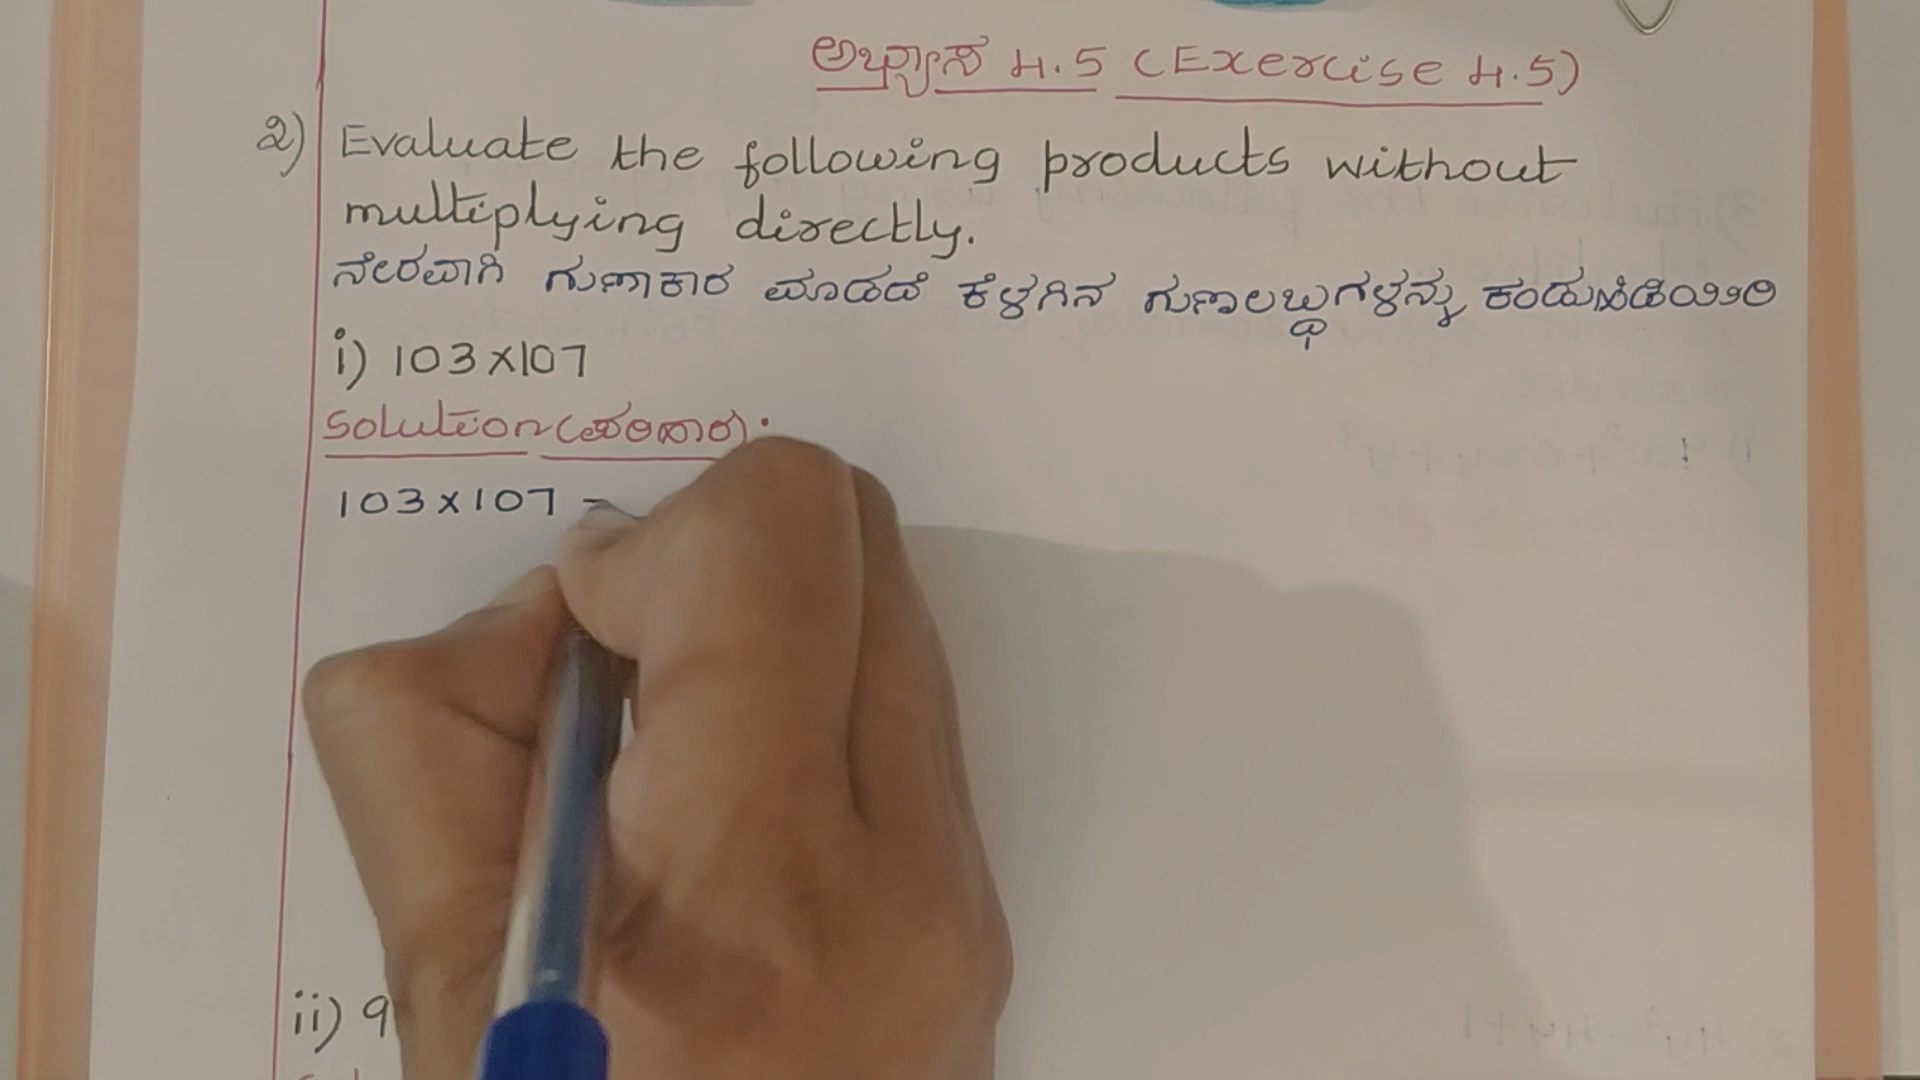 ಅಭ್ಯಾಸ 4.5 (Exercise 4.5)
2) Evaluate the following products without
multiplying directly.
ನೇರವಾಗಿ ಗುಣಾಕಾರ ಮಾಡದೆ ಕೆಳಗಿನ ಗುಣಲಬ್ಧಗಳನ್ನು ಕಂಡುಹಿಡಿಯಿರಿ
i) 103×107
Solution (ಪರಿಹಾರ):
103×107 =
ii) 9